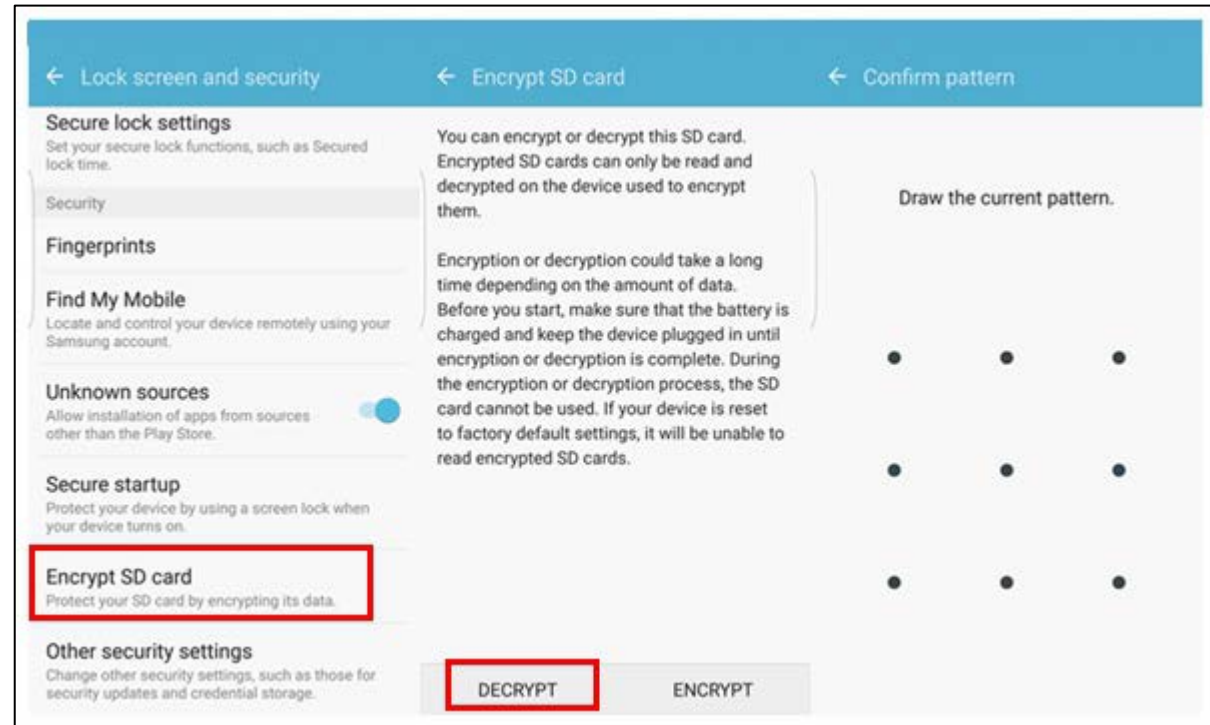 Lock screen and security
Secure lock settings
Set your secure lock functions, such as Secured
lock time.
Security
Fingerprints
Find My Mobile
Locate and control your device remotely using your
Samsung account.
Unknown sources
Allow installation of apps from sources
other than the Play Store.
Secure startup
Protect your device by using a screen lock when
your device turns on.
Encrypt SD card
Protect your SD card by encrypting its data.
Other security settings
Change other security settings, such as those for
security updates and credential storage.
Encrypt SD card
You can encrypt or decrypt this SD card.
Encrypted SD cards can only be read and
decrypted on the device used to encrypt
them.
Encryption or decryption could take a long
time depending on the amount of data.
Before you start, make sure that the battery is
charged and keep the device plugged in until
encryption or decryption is complete. During
the encryption or decryption process, the SD
card cannot be used. If your device is reset
to factory default settings, it will be unable to
read encrypted SD cards.
DECRYPT
ENCRYPT
Confirm pattern
Draw the current pattern.